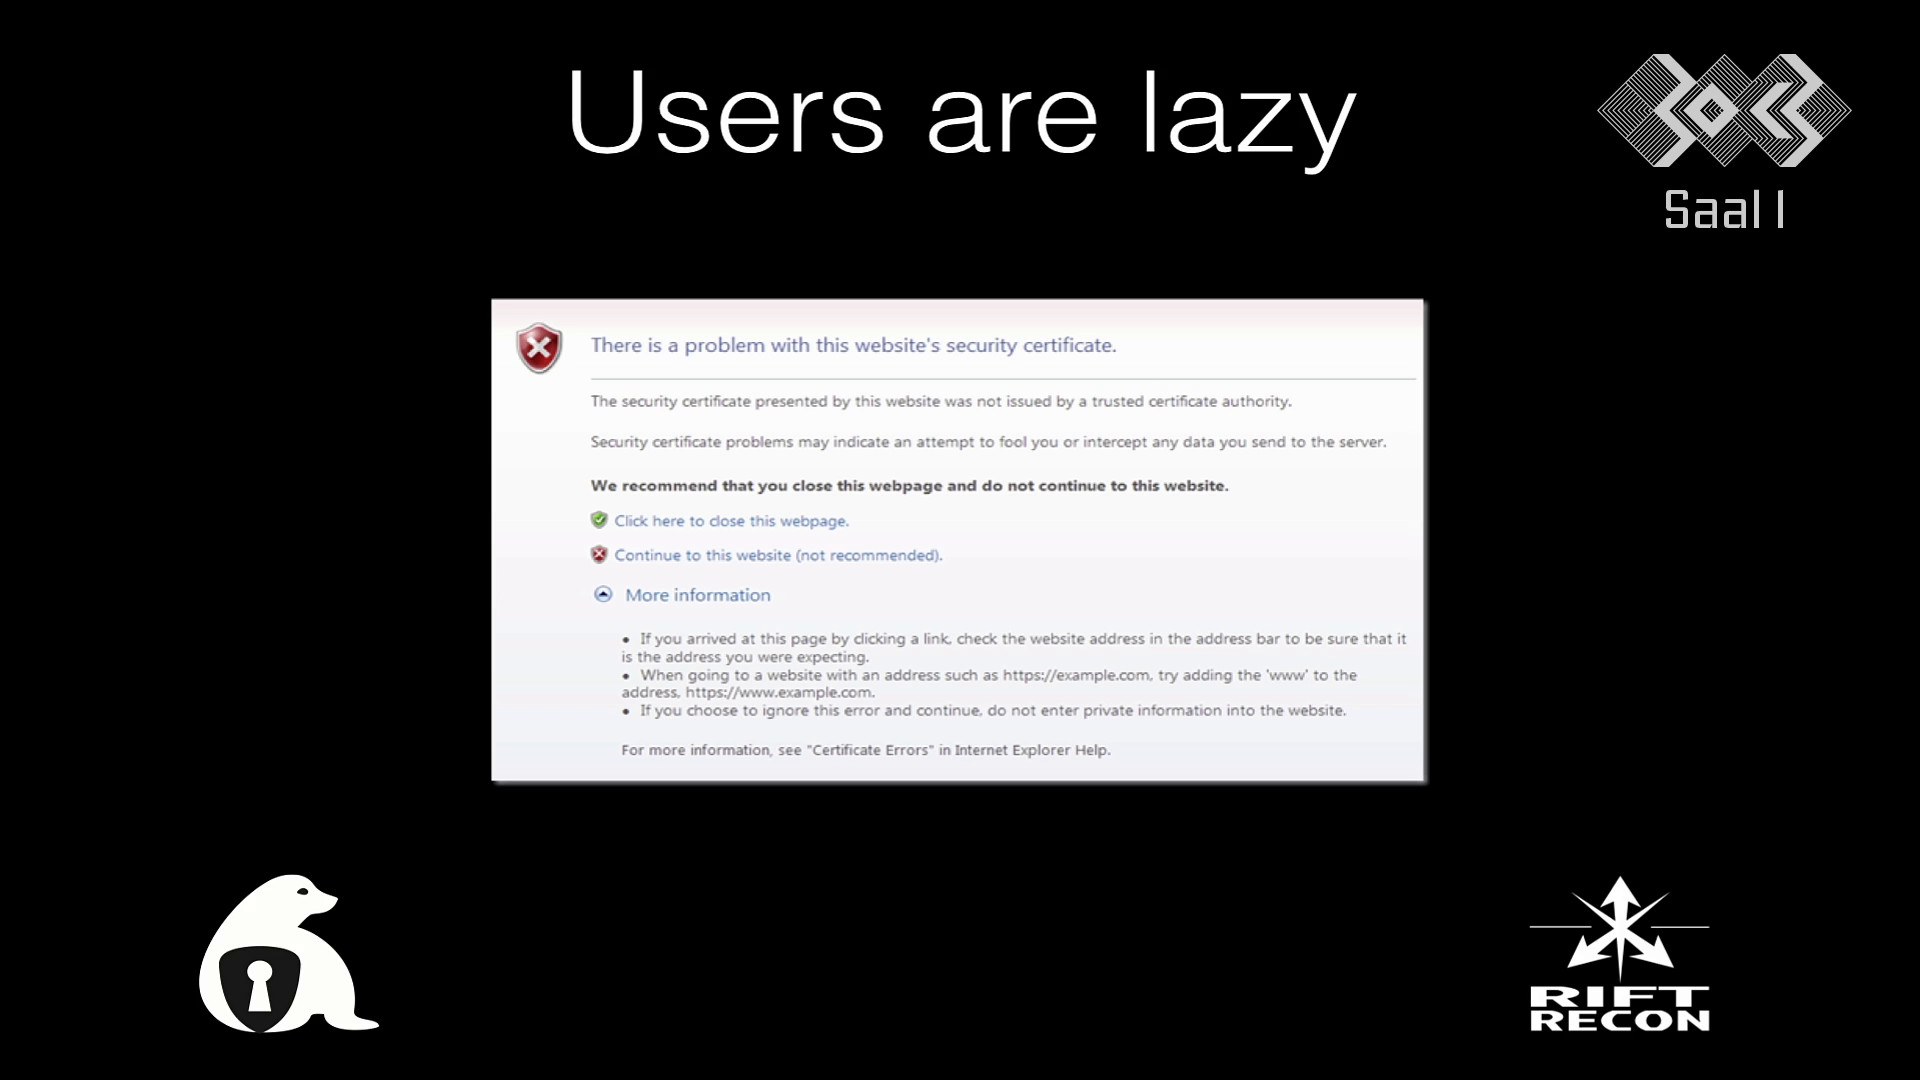 Users are lazy
30C3
Saal 1
There is a problem with this website's security certificate.
The security certificate presented by this website was not issued by a trusted certificate authority.
Security certificate problems may indicate an attempt to fool you or intercept any data you send to the server.
We recommend that you close this webpage and do not continue to this website.
Click here to close this webpage.
Continue to this website (not recommended).
More information
• If you arrived at this page by clicking a link, check the website address in the address bar to be sure that it
is the address you were expecting.
• When going to a website with an address such as https://example.com, try adding the 'www' to the
address, https://www.example.com.
• If you choose to ignore this error and continue, do not enter private information into the website.
For more information, see "Certificate Errors" in Internet Explorer Help.
RIFT
RECON